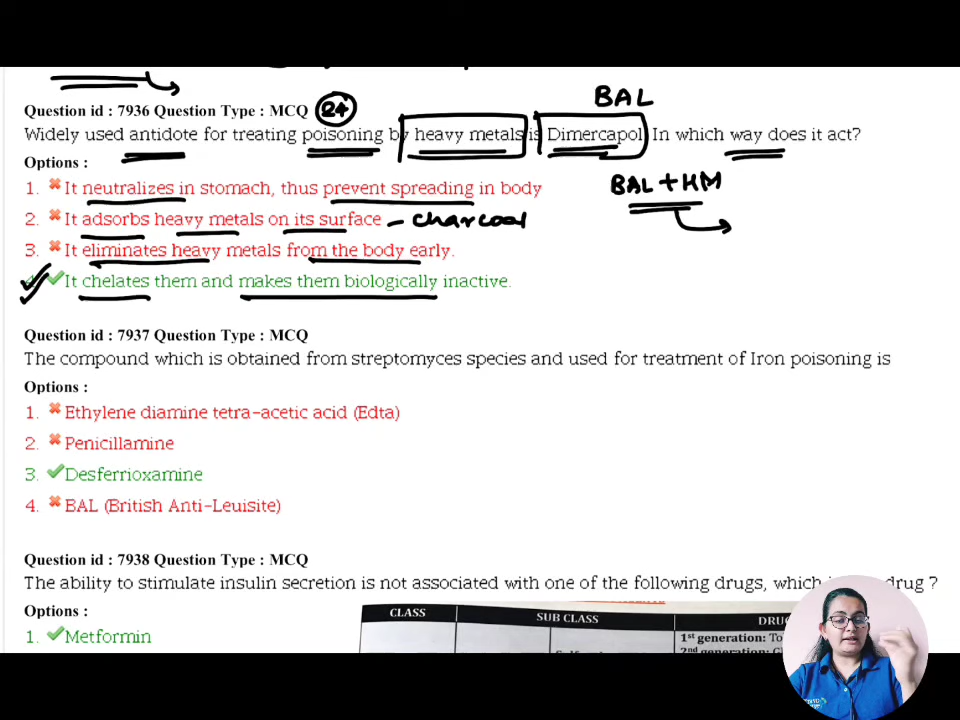 Question id : 7936 Question Type : MCQ 24 BAL
Widely used antidote for treating poisoning by heavy metals is Dimercapol. In which way does it act?
Options :
1. It neutralizes in stomach, thus prevent spreading in body BAL + HM
2. It adsorbs heavy metals on its surface - charcoal
3. It eliminates heavy metals from the body early.
4. It chelates them and makes them biologically inactive.
Question id : 7937 Question Type : MCQ
The compound which is obtained from streptomyces species and used for treatment of Iron poisoning is
Options :
1. Ethylene diamine tetra-acetic acid (Edta)
2. Penicillamine
3. Desferrioxamine
4. BAL (British Anti-Leuisite)
Question id : 7938 Question Type : MCQ
The ability to stimulate insulin secretion is not associated with one of the following drugs, which drug ?
Options :
1. Metformin
CLASS SUB CLASS DRU
1st generation: To
2nd generation: